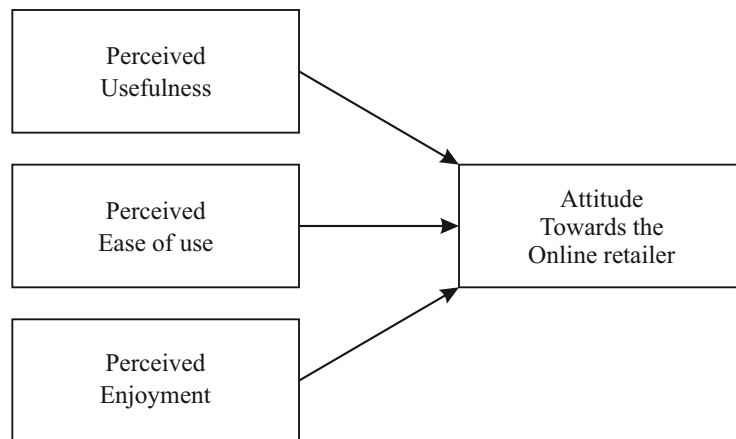 Perceived
Usefulness
Perceived
Ease of use
Perceived
Enjoyment
Attitude
Towards the
Online retailer